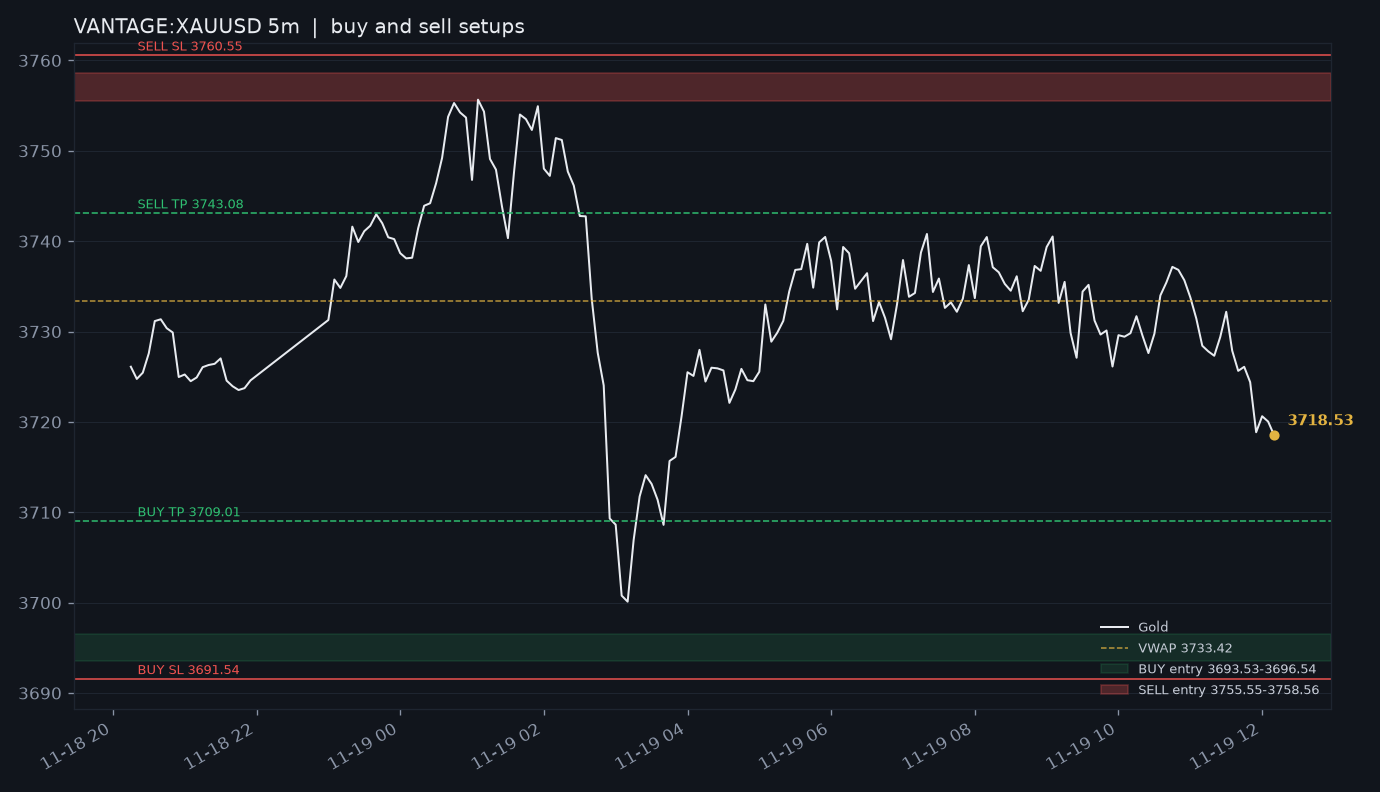 VANTAGE:XAUUSD 5m | buy and sell setups
SELL SL 3760.55
3760
3750
SELL TP 3743.08
3740
3730
3720
3718.53
BUY TP 3709.01
3710
3700
Gold
VWAP 3733.42
BUY entry 3693.53-3696.54
SELL entry 3755.55-3758.56
BUY SL 3691.54
3690
11-18 20
11-18 22
11-19 00
11-19 02
11-19 04
11-19 06
11-19 08
11-19 10
11-19 12